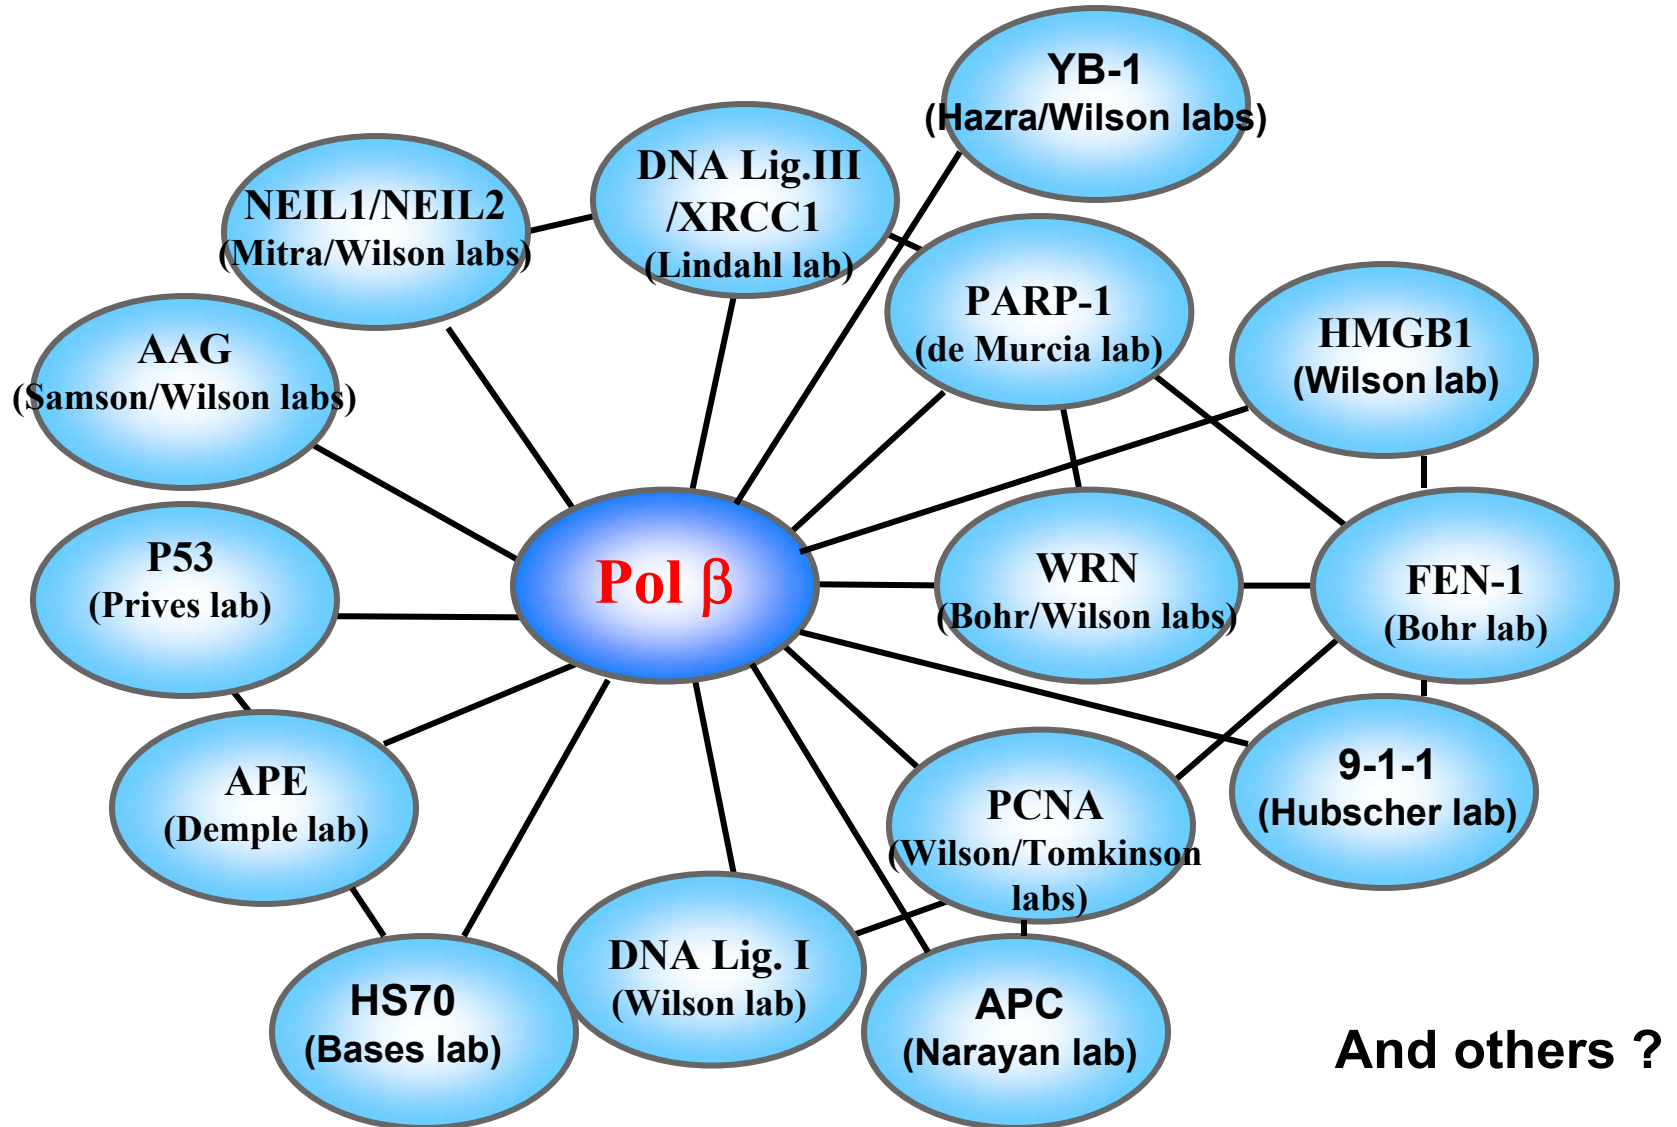 YB-1
(Hazra/Wilson labs)
DNA Lig.III
/XRCC1
(Lindahl lab)
NEIL1/NEIL2
(Mitra/Wilson labs)
PARP-1
(de Murcia lab)
HMGB1
(Wilson lab)
AAG
(Samson/Wilson labs)
P53
(Prives lab)
Pol β
WRN
(Bohr/Wilson labs)
FEN-1
(Bohr lab)
APE
(Demple lab)
PCNA
(Wilson/Tomkinson
labs)
9-1-1
(Hubscher lab)
HS70
(Bases lab)
DNA Lig. I
(Wilson lab)
APC
(Narayan lab)
And others ?